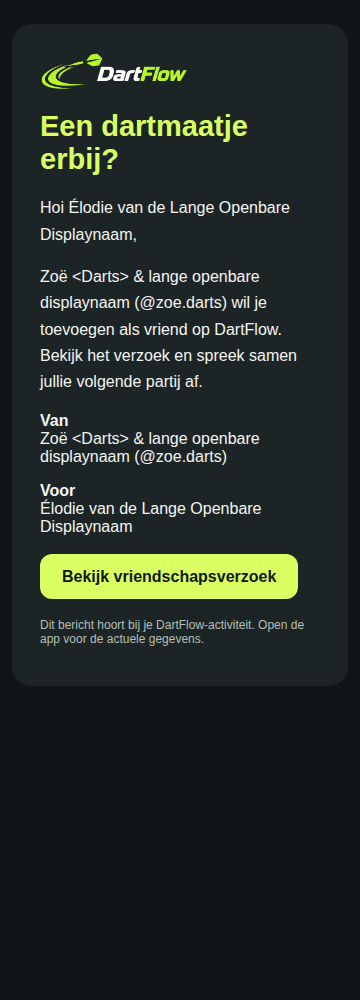 DartFlow
Een dartmaatje
erbij?
Hoi Élodie van de Lange Openbare
Displaynaam,
Zoë <Darts> & lange openbare
displaynaam (@zoe.darts) wil je
toevoegen als vriend op DartFlow.
Bekijk het verzoek en spreek samen
jullie volgende partij af.
Van
Zoë <Darts> & lange openbare
displaynaam (@zoe.darts)
Voor
Élodie van de Lange Openbare
Displaynaam
Bekijk vriendschapsverzoek
Dit bericht hoort bij je DartFlow-activiteit. Open de
app voor de actuele gegevens.